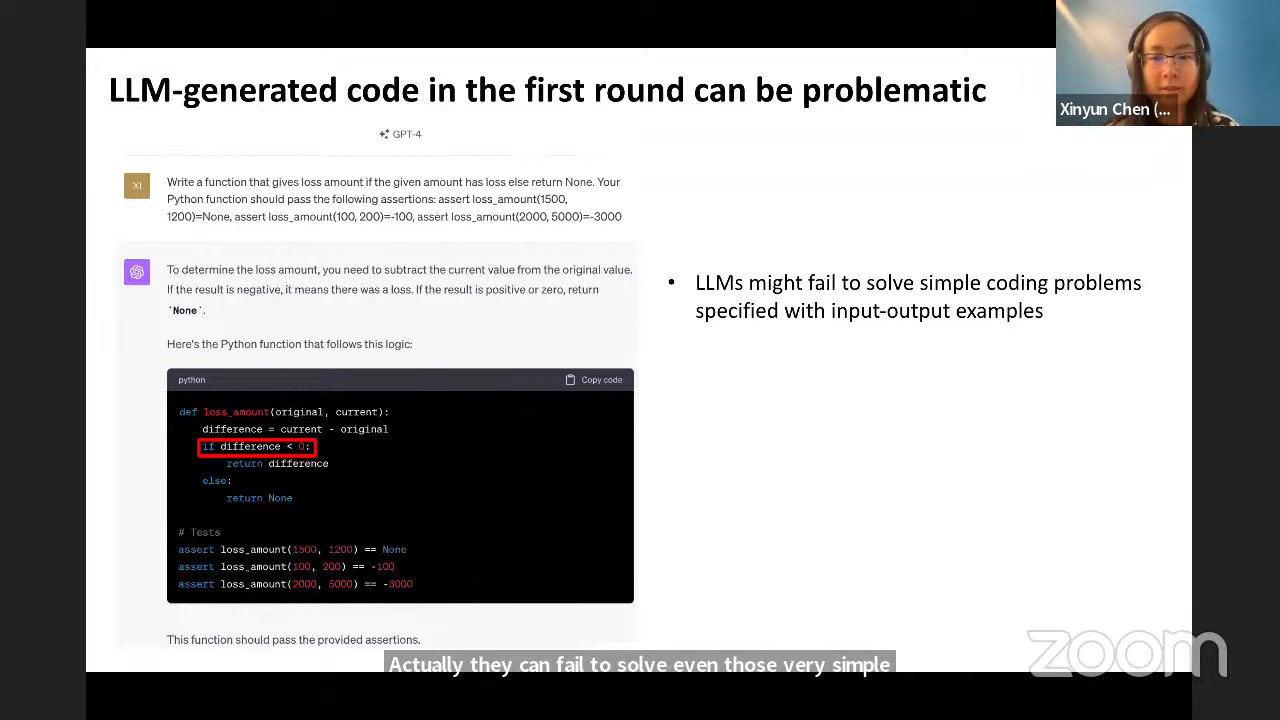 LLM-generated code in the first round can be problematic
Xinyun Chen (...
GPT-4
XI
Write a function that gives loss amount if the given amount has loss else return None. Your
Python function should pass the following assertions: assert loss_amount(1500,
1200)=None, assert loss_amount(100, 200)=-100, assert loss_amount(2000, 5000)=-3000
To determine the loss amount, you need to subtract the current value from the original value.
If the result is negative, it means there was a loss. If the result is positive or zero, return
`None`.
Here's the Python function that follows this logic:
python
Copy code
def loss_amount(original, current):
difference = current - original
if difference < 0:
return difference
else:
return None
# Tests
assert loss_amount(1500, 1200) == None
assert loss_amount(100, 200) == -100
assert loss_amount(2000, 5000) == -3000
This function should pass the provided assertions.
• LLMs might fail to solve simple coding problems
specified with input-output examples
Actually they can fail to solve even those very simple
zoom